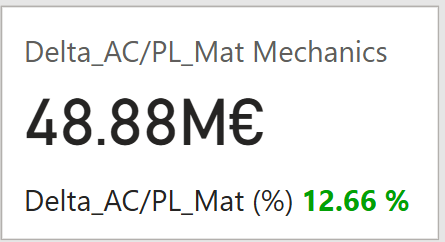 Delta_AC/PL_Mat Mechanics
48.88M€
Delta_AC/PL_Mat (%) 12.66 %